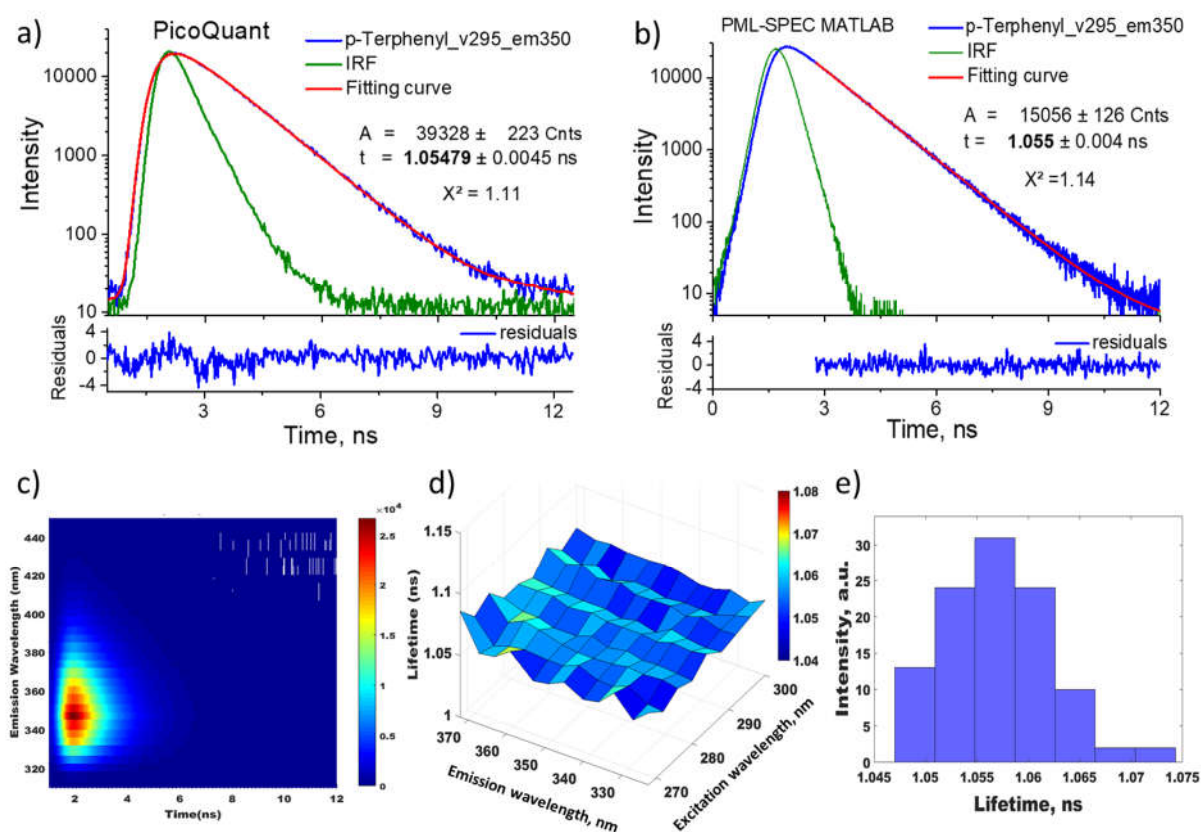 a)
PicoQuant
p-Terphenyl_v295_em350
IRF
Fitting curve
A = 39328 ± 223 Cnts
t = 1.05479 ± 0.0045 ns
X² = 1.11
Intensity
10000
1000
100
10
residuals
Residuals
4
0
-4
3 6 9 12
Time, ns
b)
PML-SPEC MATLAB
p-Terphenyl_v295_em350
IRF
Fitting curve
A = 15056 ± 126 Cnts
t = 1.055 ± 0.004 ns
X² =1.14
Intensity
10000
1000
100
10
residuals
Residuals
4
0
-4
0 3 6 9 12
Time, ns
c)
×10⁴
Emission Wavelength (nm)
440
420
400
380
360
340
320
2 4 6 8 10 12
Time(ns)
2.5
2
1.5
1
0.5
0
d)
Lifetime (ns)
1.15
1.1
1.05
1
370 360 350 340 330
Emission wavelength, nm
270 280 290 300
Excitation wavelength, nm
1.08
1.07
1.06
1.05
1.04
e)
Intensity, a.u.
30
25
20
15
10
5
0
1.045 1.05 1.055 1.06 1.065 1.07 1.075
Lifetime, ns